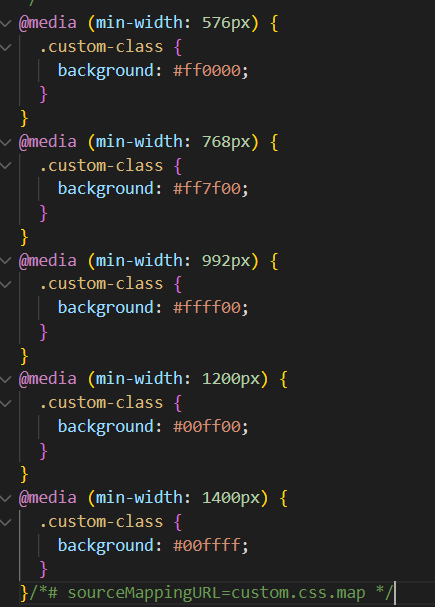 /
@media (min-width: 576px) {
  .custom-class {
    background: #ff0000;
  }
}
@media (min-width: 768px) {
  .custom-class {
    background: #ff7f00;
  }
}
@media (min-width: 992px) {
  .custom-class {
    background: #ffff00;
  }
}
@media (min-width: 1200px) {
  .custom-class {
    background: #00ff00;
  }
}
@media (min-width: 1400px) {
  .custom-class {
    background: #00ffff;
  }
}/*# sourceMappingURL=custom.css.map */